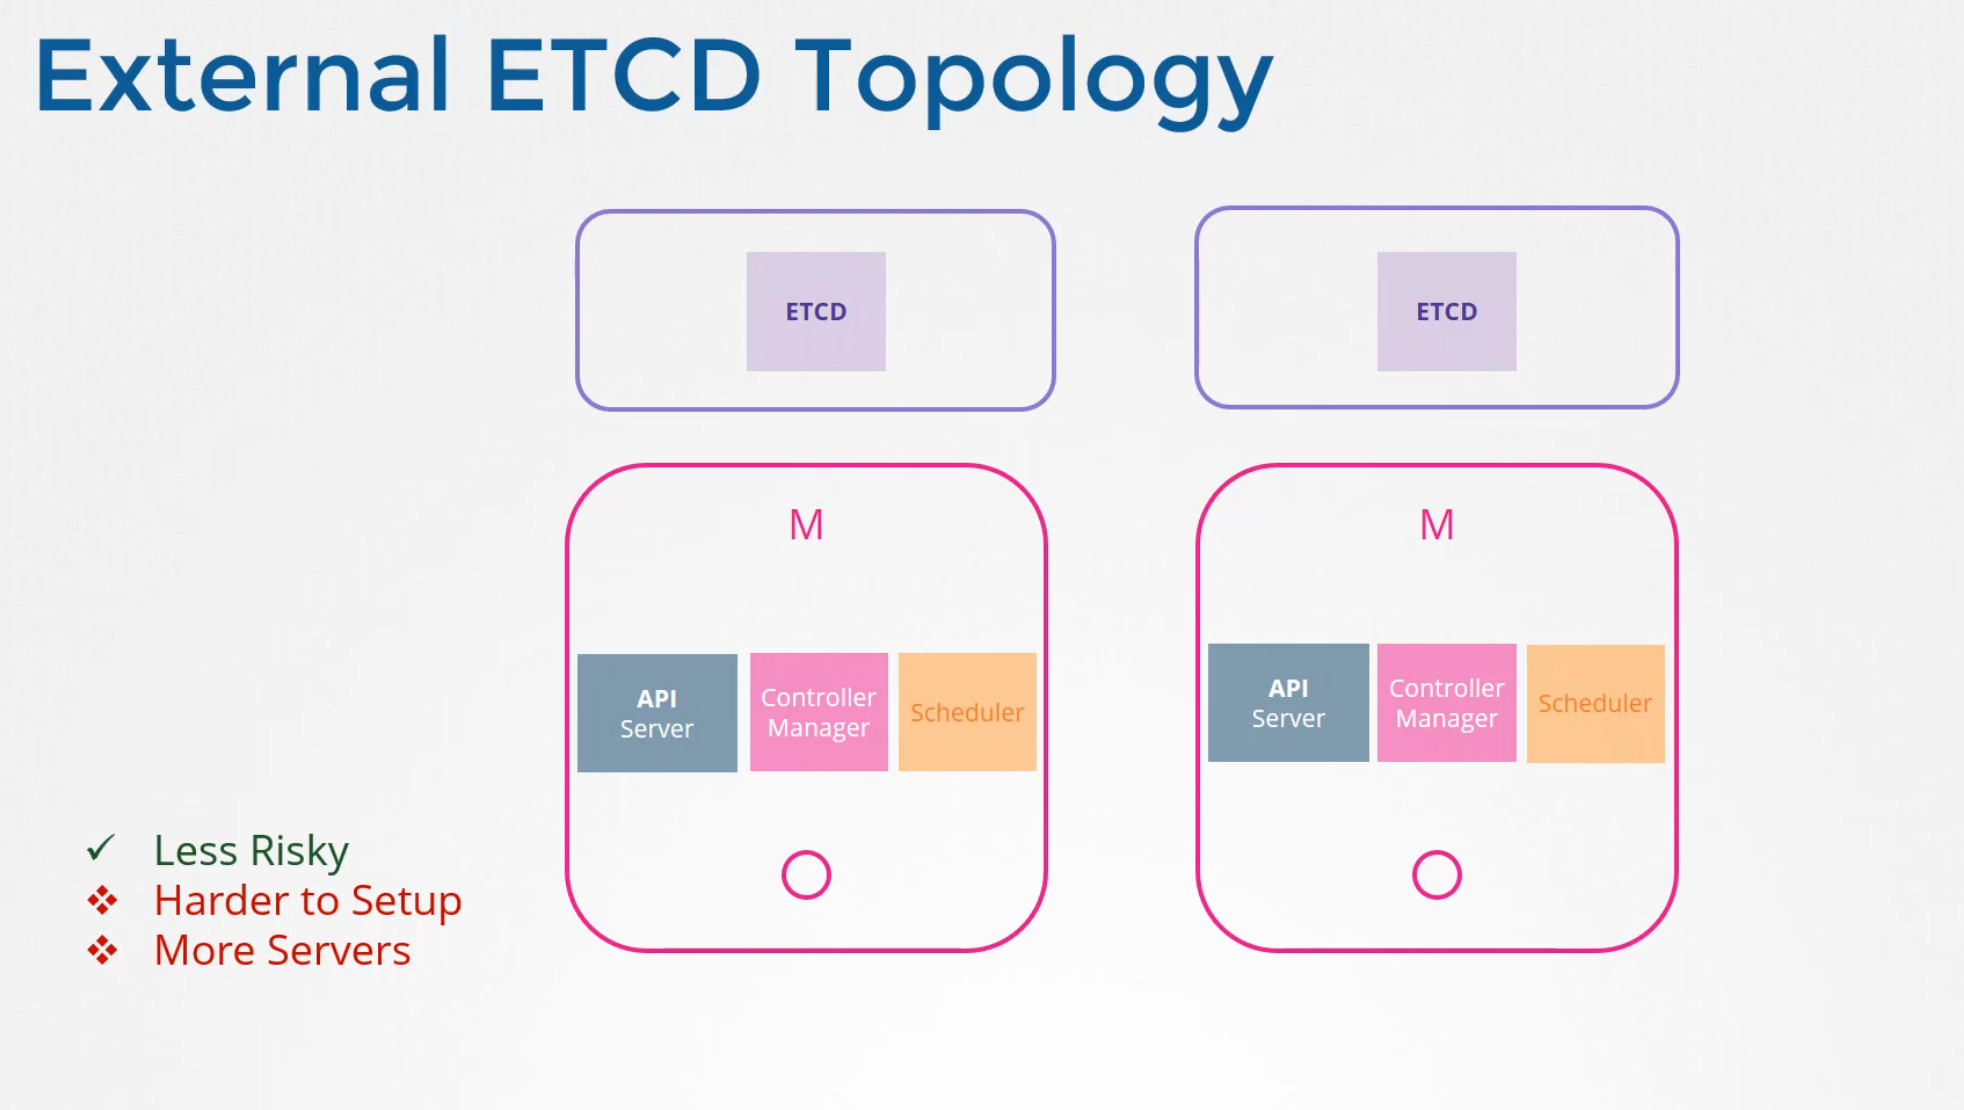 External ETCD Topology
ETCD
ETCD
M
M
API
Server
Controller
Manager
Scheduler
API
Server
Controller
Manager
Scheduler
✓ Less Risky
❖ Harder to Setup
❖ More Servers